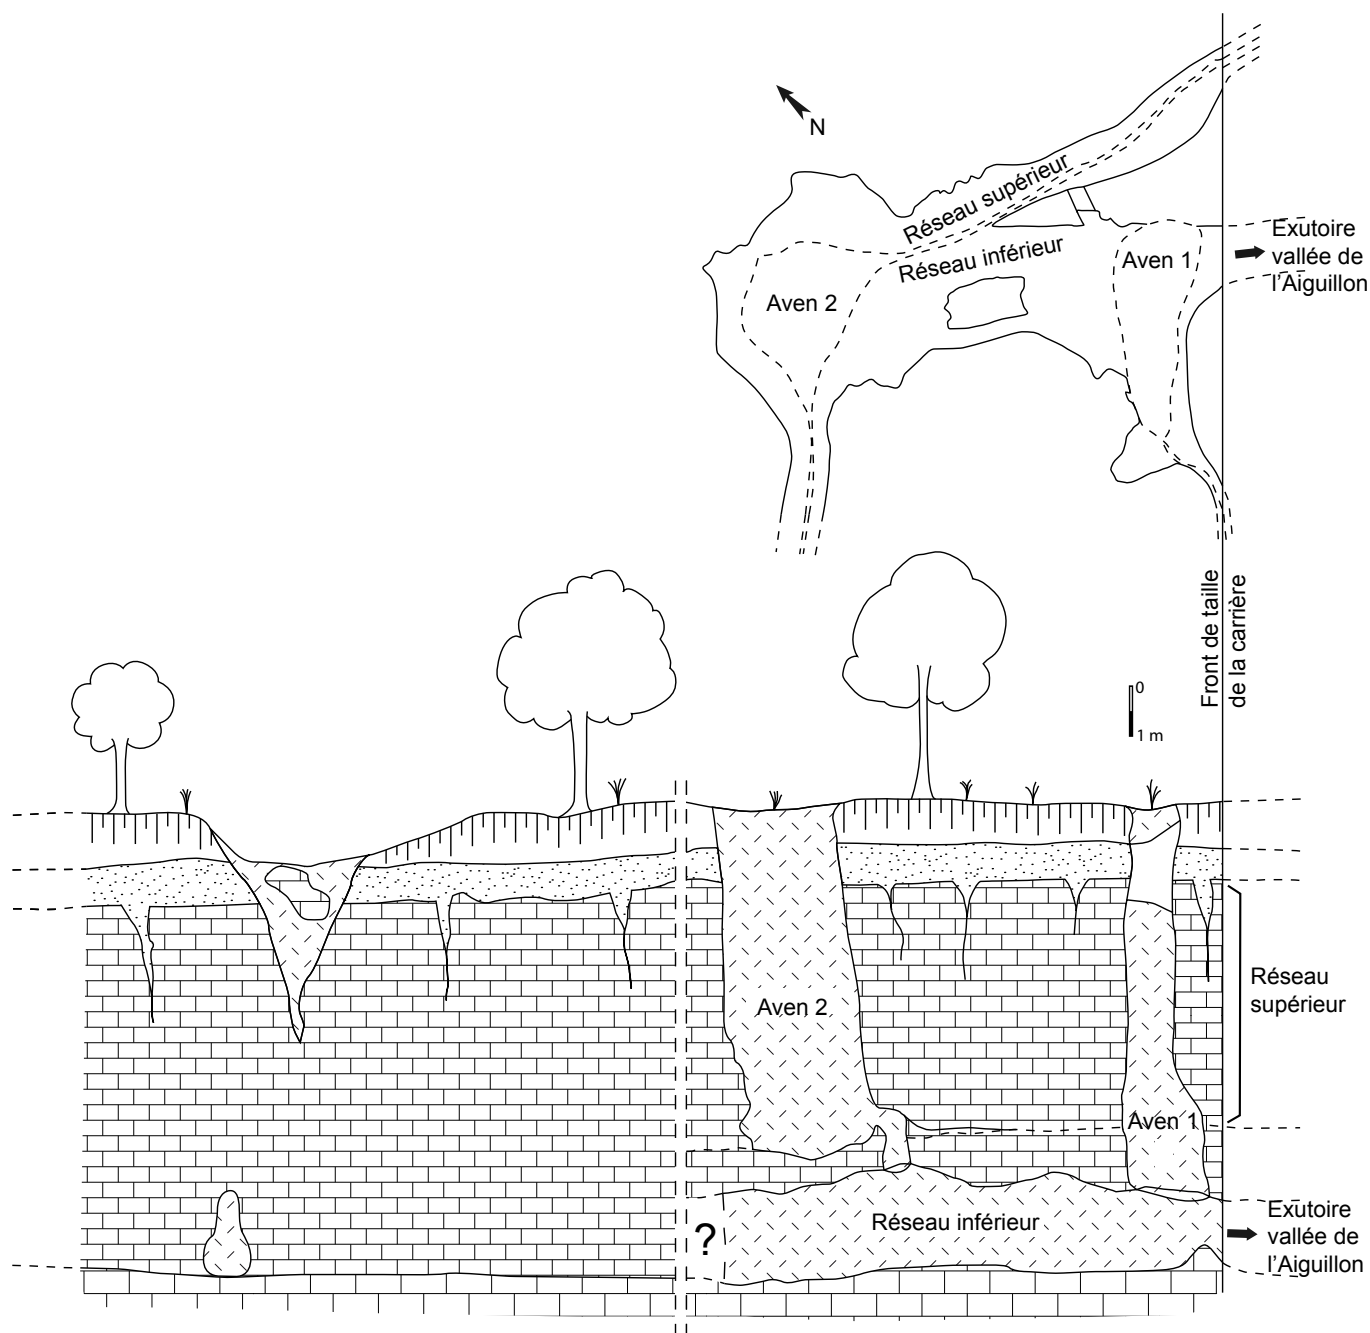 N
Réseau supérieur
Réseau inférieur
Aven 1
Aven 2
Exutoire
vallée de
l'Aiguillon
Front de taille
de la carrière
0
1 m
Réseau
supérieur
Aven 2
Aven 1
Réseau inférieur
?
Exutoire
vallée de
l'Aiguillon